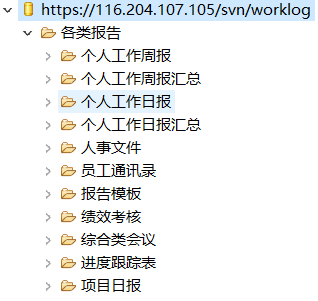 https://116.204.107.105/svn/worklog
各类报告
个人工作周报
个人工作周报汇总
个人工作日报
个人工作日报汇总
人事文件
员工通讯录
报告模板
绩效考核
综合类会议
进度跟踪表
项目日报